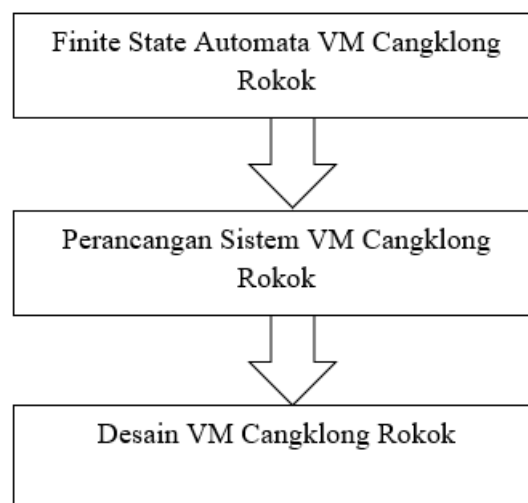 Finite State Automata VM Cangklong
Rokok
Perancangan Sistem VM Cangklong
Rokok
Desain VM Cangklong Rokok